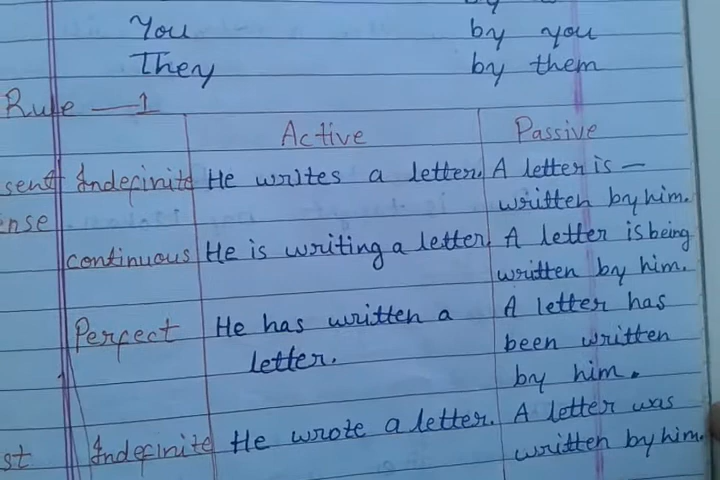 You by you
They by them
Rule — 1
Active Passive
Indefinite He writes a letter. A letter is —
written by him.
continuous He is writing a letter. A letter is being
written by him.
Perfect He has written a A letter has
letter. been written
by him.
Indefinite He wrote a letter. A letter was
written by him.